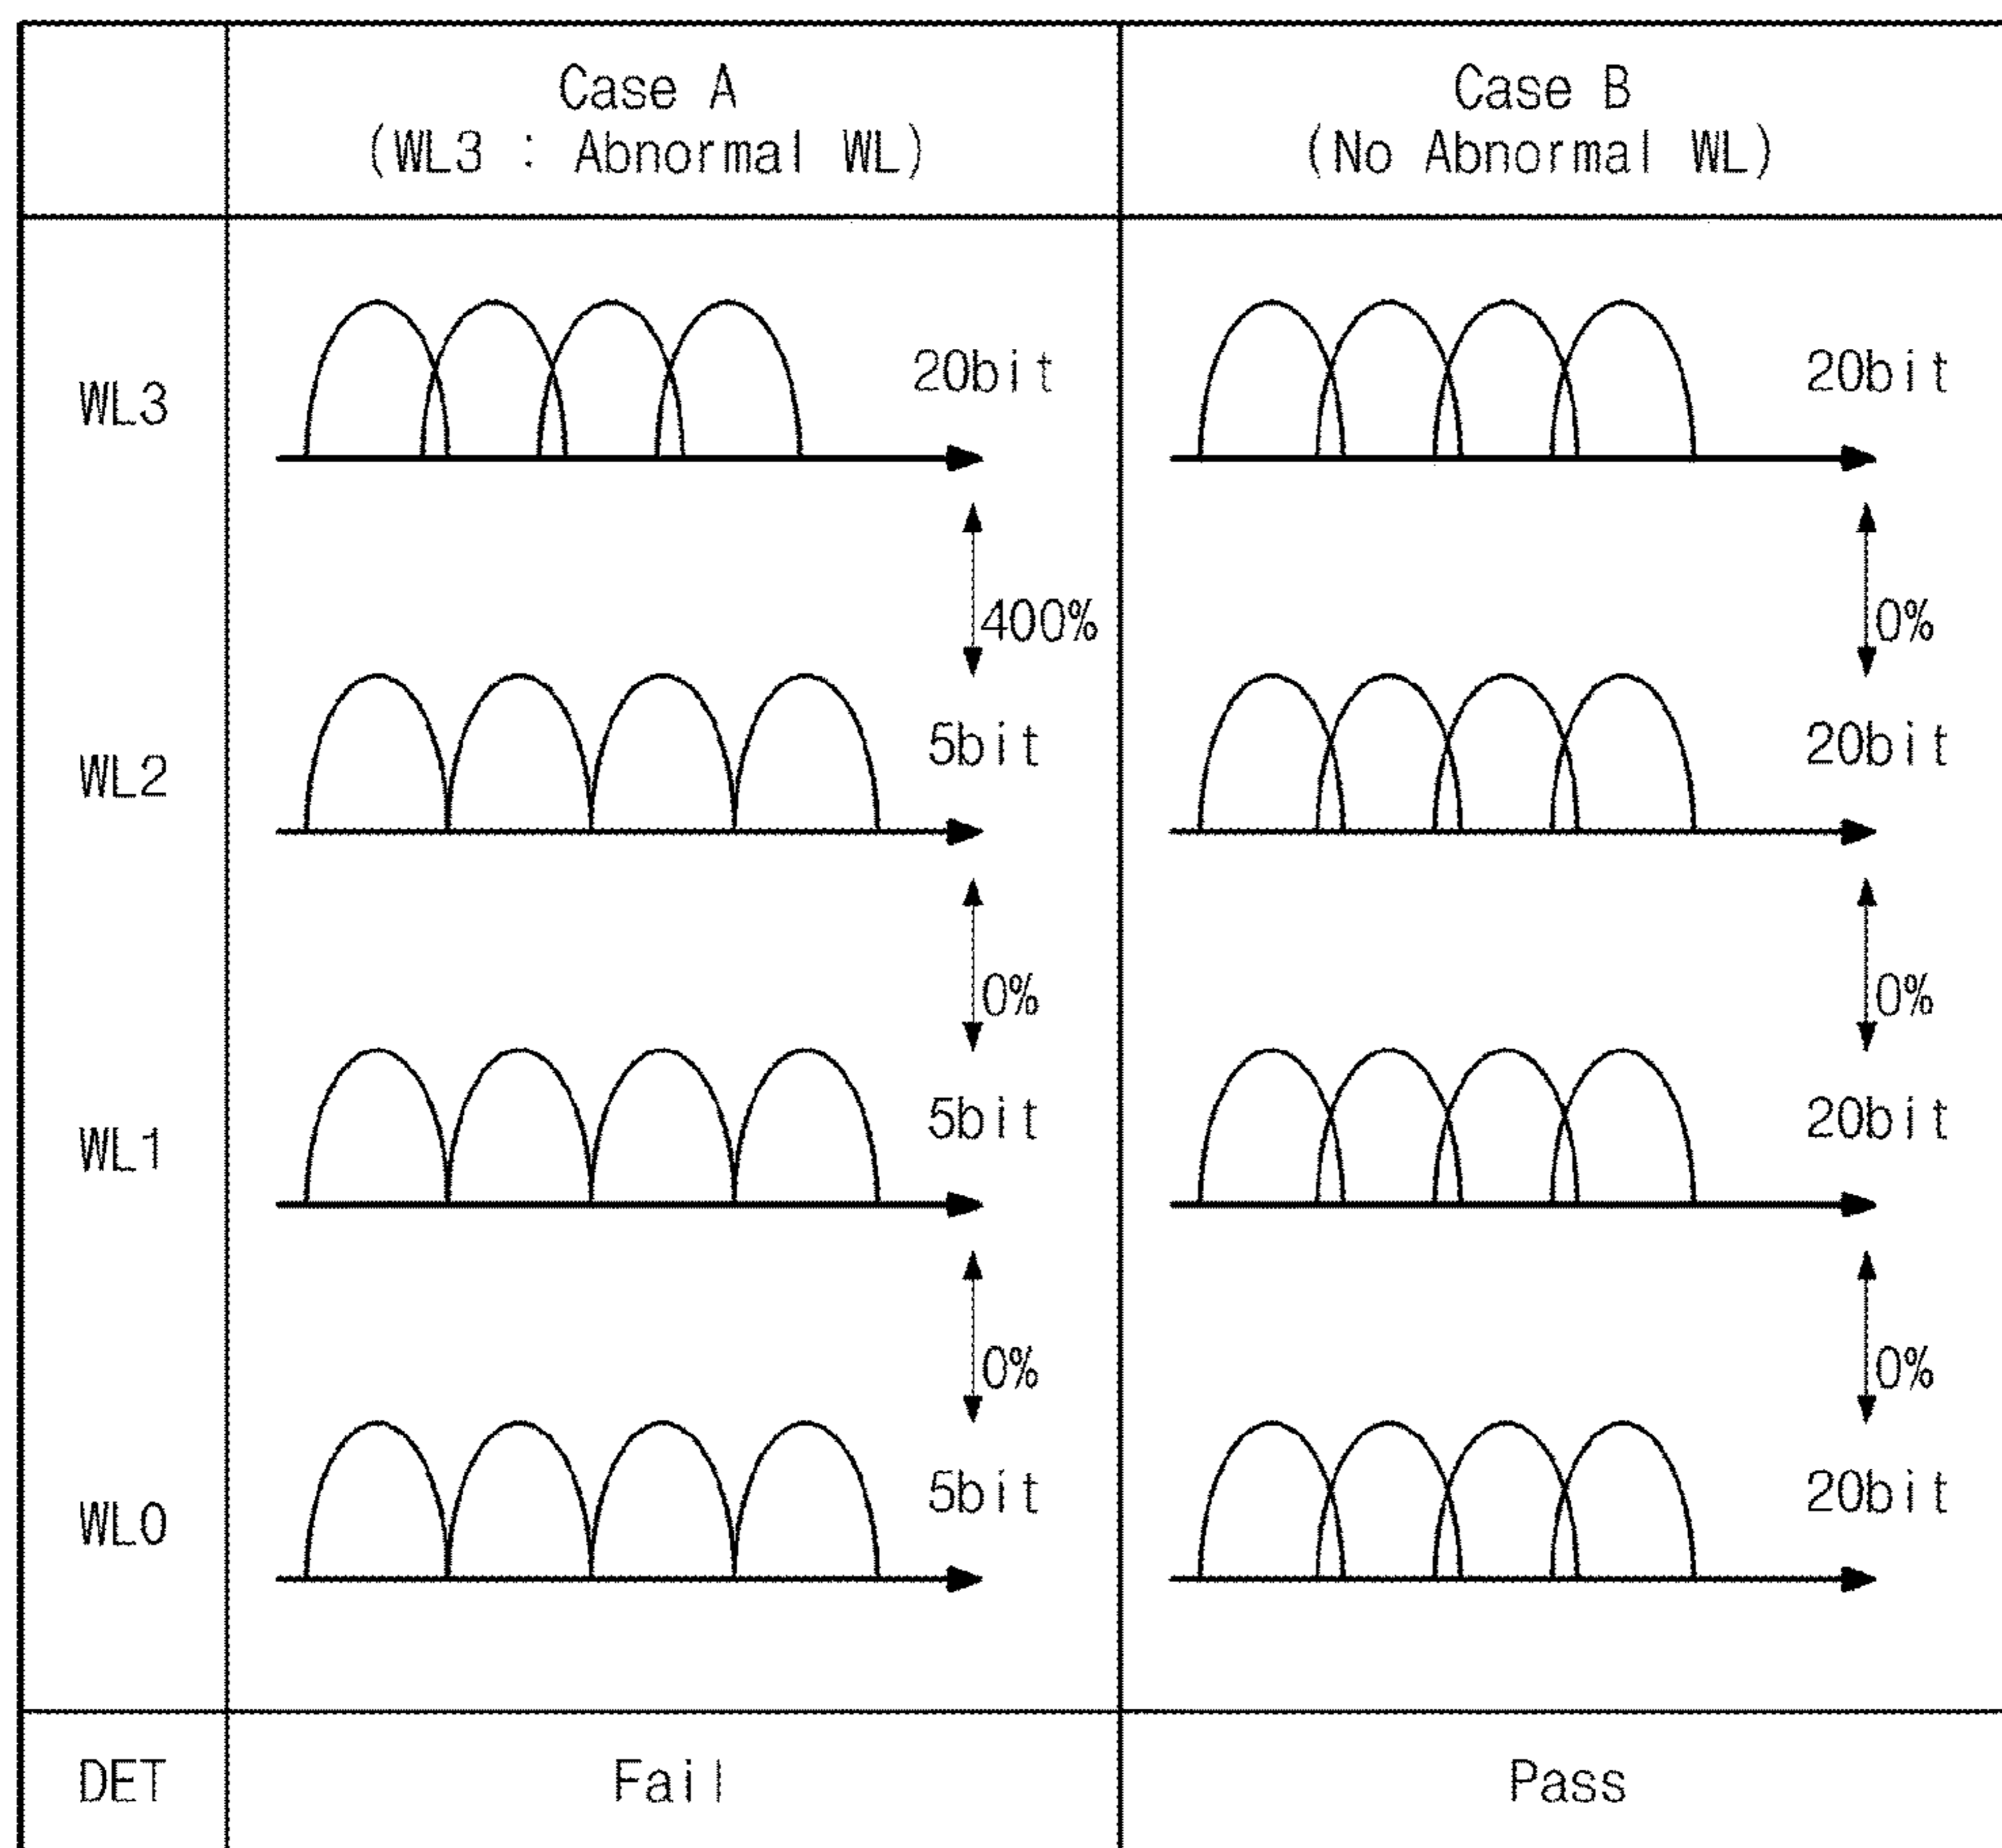 Case A
(WL3 : Abnormal WL)
Case B
(No Abnormal WL)
WL3
20bit
20bit
400%
0%
WL2
5bit
20bit
0%
0%
WL1
5bit
20bit
0%
0%
WL0
5bit
20bit
DET
Fail
Pass